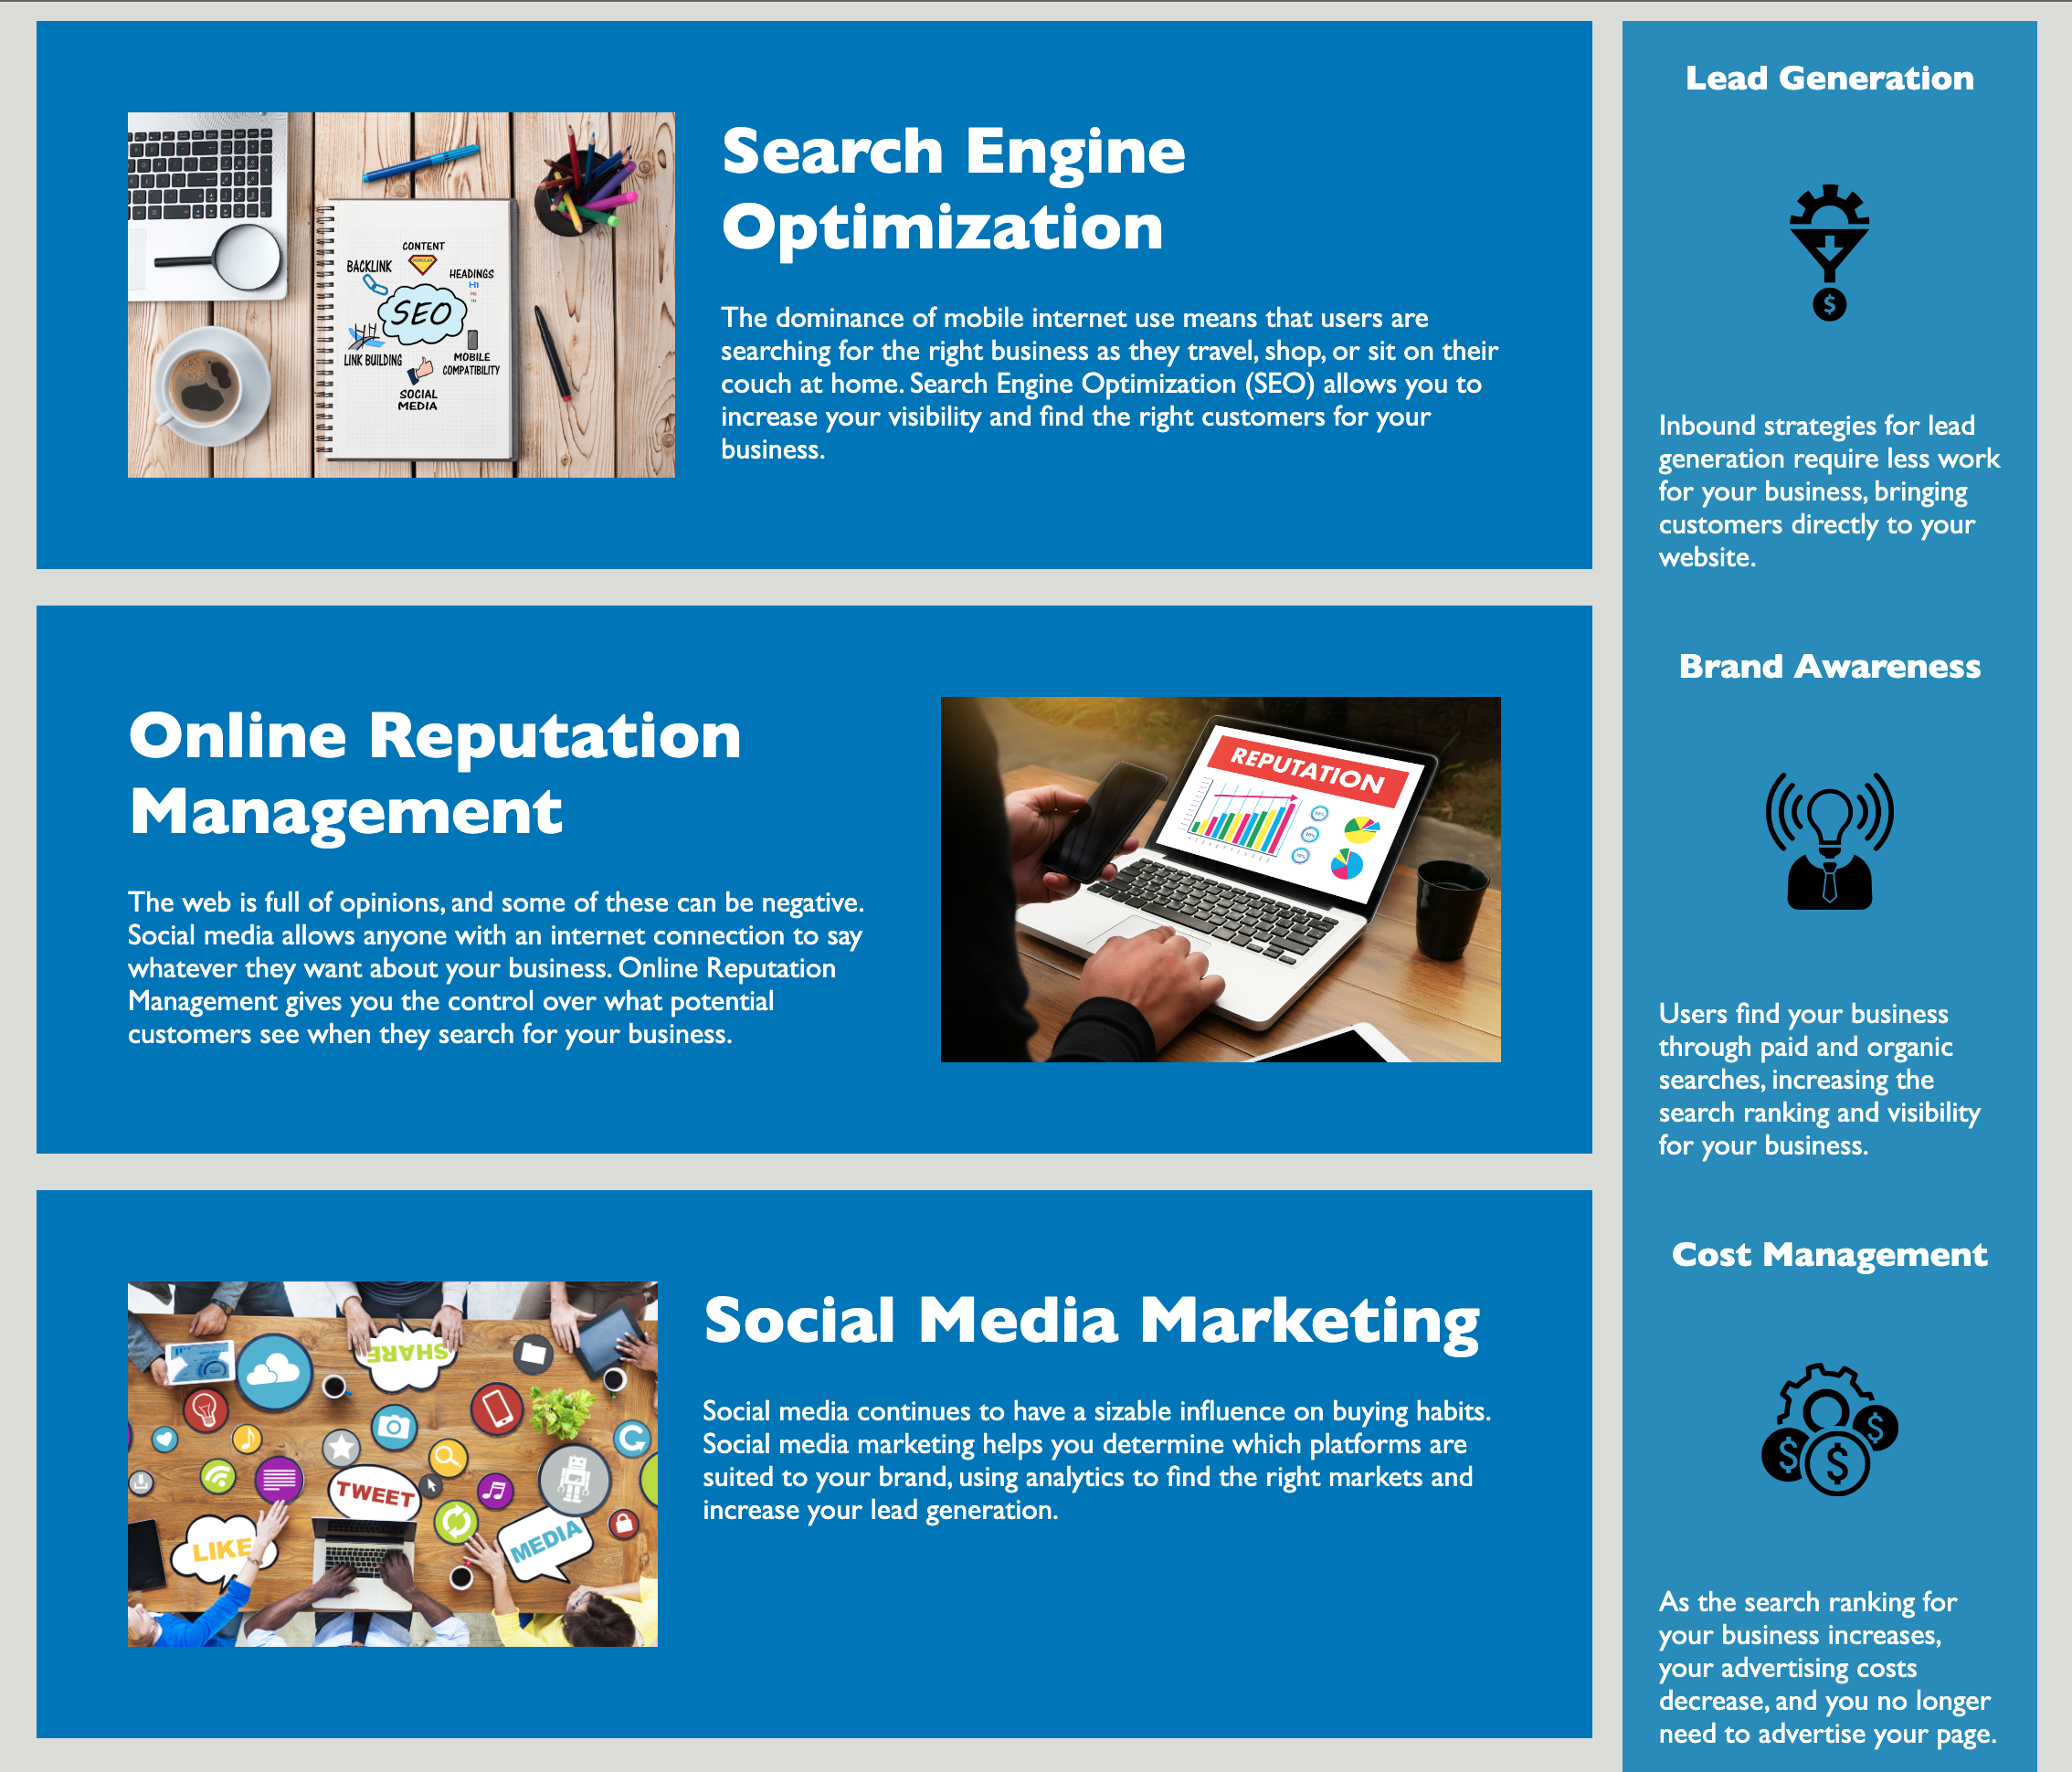 Search Engine
Optimization
The dominance of mobile internet use means that users are
searching for the right business as they travel, shop, or sit on their
couch at home. Search Engine Optimization (SEO) allows you to
increase your visibility and find the right customers for your
business.
CONTENT
BACKLINK
HEADINGS
H1
SEO
LINK BUILDING
MOBILE
COMPATIBILITY
SOCIAL
MEDIA
Online Reputation
Management
The web is full of opinions, and some of these can be negative.
Social media allows anyone with an internet connection to say
whatever they want about your business. Online Reputation
Management gives you the control over what potential
customers see when they search for your business.
REPUTATION
Social Media Marketing
Social media continues to have a sizable influence on buying habits.
Social media marketing helps you determine which platforms are
suited to your brand, using analytics to find the right markets and
increase your lead generation.
SHARE
TWEET
LIKE
MEDIA
Lead Generation
$
Inbound strategies for lead
generation require less work
for your business, bringing
customers directly to your
website.
Brand Awareness
Users find your business
through paid and organic
searches, increasing the
search ranking and visibility
for your business.
Cost Management
$ $ $
As the search ranking for
your business increases,
your advertising costs
decrease, and you no longer
need to advertise your page.